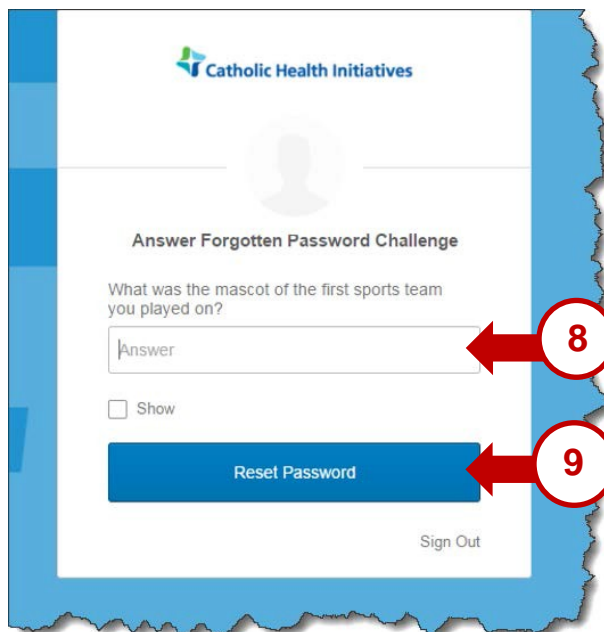 Catholic Health Initiatives
Answer Forgotten Password Challenge
What was the mascot of the first sports team
you played on?
Answer
8
Show
Reset Password
9
Sign Out